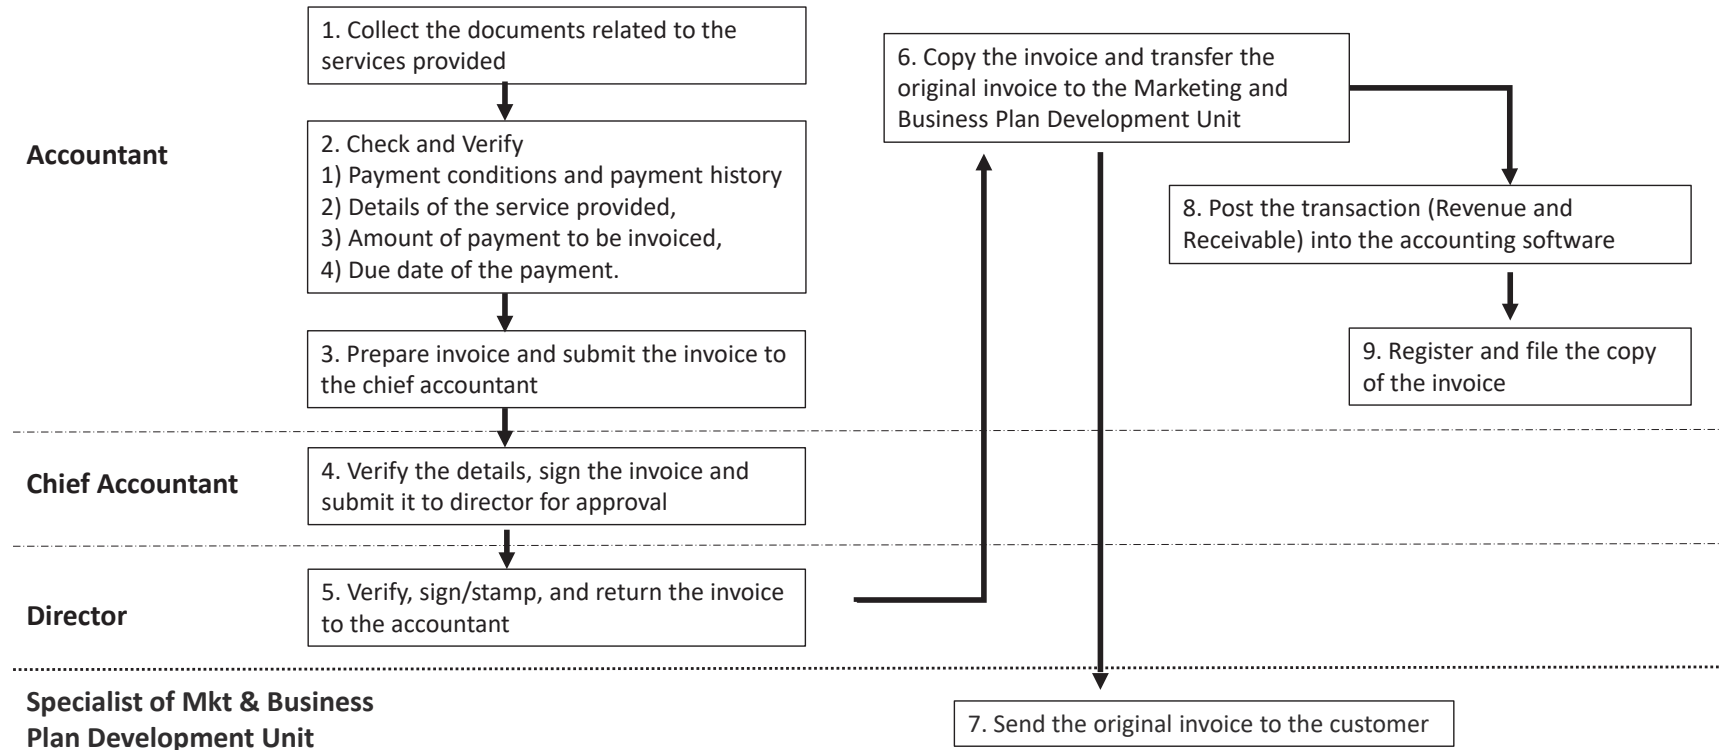 1. Collect the documents related to the
services provided
Accountant
2. Check and Verify
1) Payment conditions and payment history
2) Details of the service provided,
3) Amount of payment to be invoiced,
4) Due date of the payment.
3. Prepare invoice and submit the invoice to
the chief accountant
Chief Accountant
4. Verify the details, sign the invoice and
submit it to director for approval
Director
5. Verify, sign/stamp, and return the invoice
to the accountant
6. Copy the invoice and transfer the
original invoice to the Marketing and
Business Plan Development Unit
Specialist of Mkt & Business
Plan Development Unit
7. Send the original invoice to the customer
8. Post the transaction (Revenue and
Receivable) into the accounting software
9. Register and file the copy
of the invoice